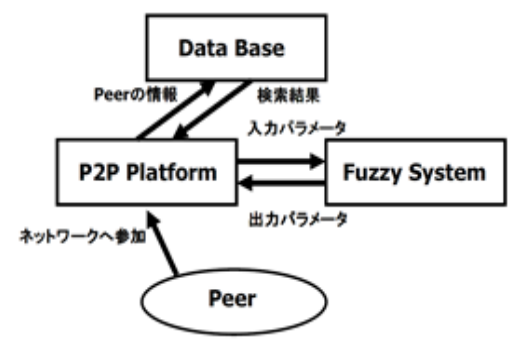 Data Base
Peerの情報
検索結果
入力パラメータ
P2P Platform
Fuzzy System
出力パラメータ
ネットワークへ参加
Peer